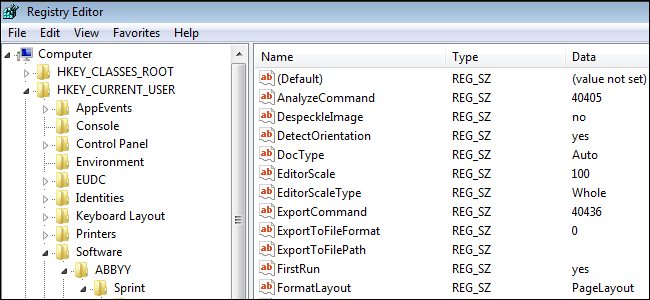 Registry Editor
File Edit View Favorites Help
Computer
HKEY_CLASSES_ROOT
HKEY_CURRENT_USER
AppEvents
Console
Control Panel
Environment
EUDC
Identities
Keyboard Layout
Printers
Software
ABBYY
Sprint
Name Type Data
ab (Default) REG_SZ (value not set)
ab AnalyzeCommand REG_SZ 40405
ab DespeckleImage REG_SZ no
ab DetectOrientation REG_SZ yes
ab DocType REG_SZ Auto
ab EditorScale REG_SZ 100
ab EditorScaleType REG_SZ Whole
ab ExportCommand REG_SZ 40436
ab ExportToFileFormat REG_SZ 0
ab ExportToFilePath REG_SZ
ab FirstRun REG_SZ yes
ab FormatLayout REG_SZ PageLayout